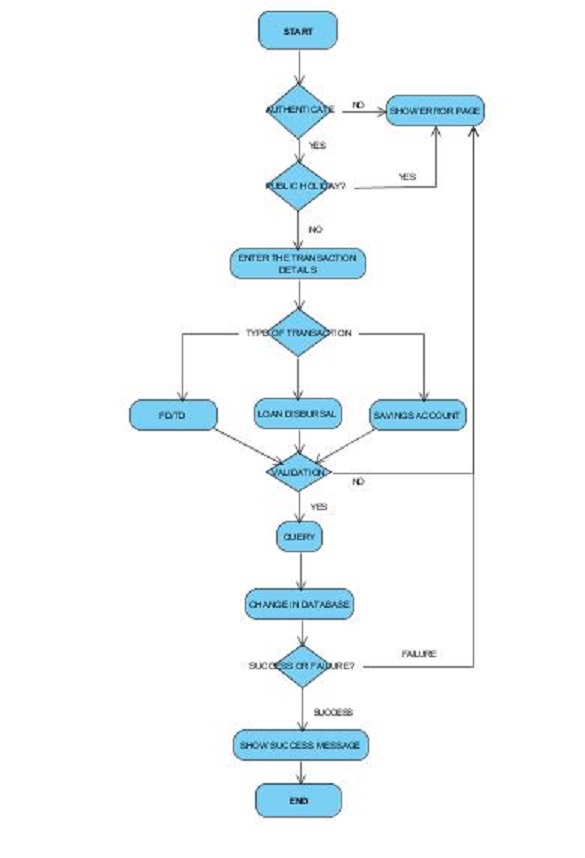 START
AUTHENTICATE
NO
SHOW ERROR PAGE
YES
PUBLIC HOLIDAY?
YES
NO
ENTER THE TRANSACTION
DETAILS
TYPE OF TRANSACTION
FD/TD
LOAN DISBURSAL
SAVINGS ACCOUNT
VALIDATION
NO
YES
QUERY
CHANGE IN DATABASE
SUCCESS OR FAILURE?
FAILURE
SUCCESS
SHOW SUCCESS MESSAGE
END